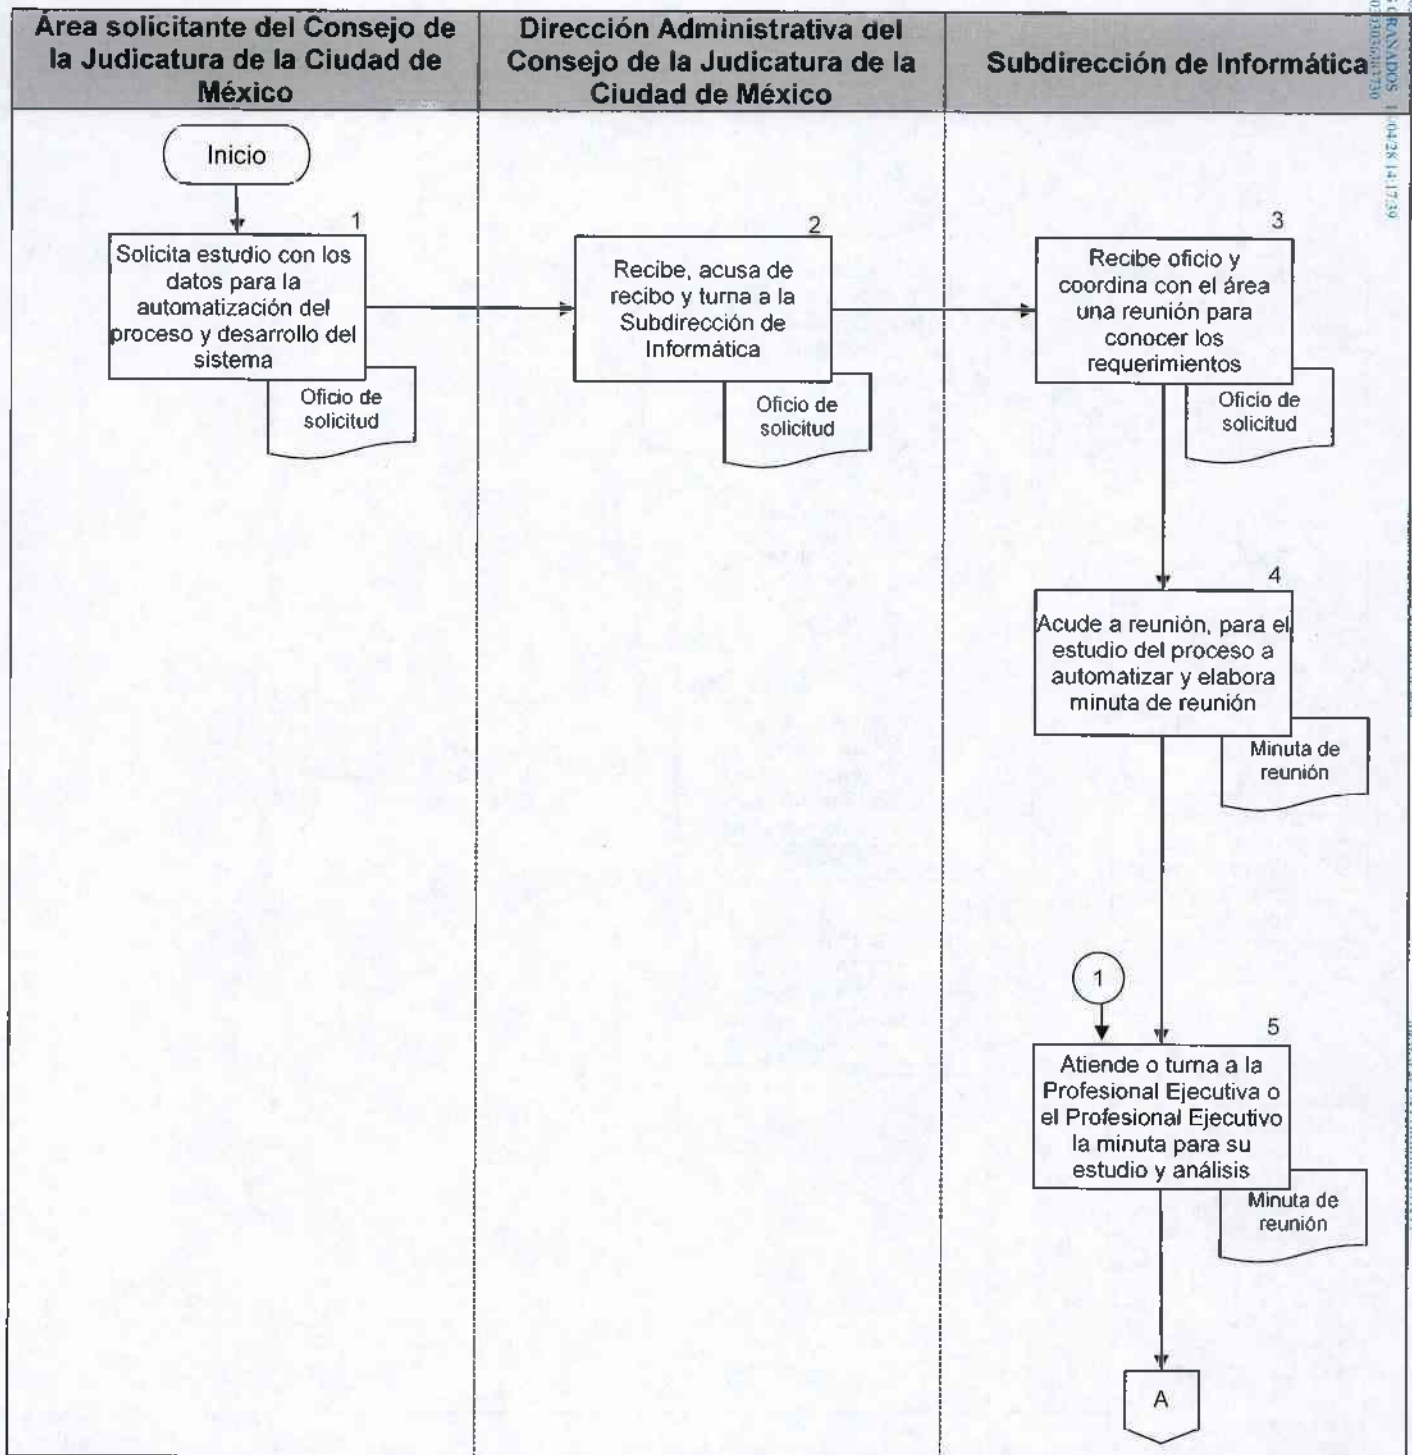 Área solicitante del Consejo de
la Judicatura de la Ciudad de
México
Dirección Administrativa del
Consejo de la Judicatura de la
Ciudad de México
Subdirección de Informática
Inicio
1
Solicita estudio con los
datos para la
automatización del
proceso y desarrollo del
sistema
Oficio de
solicitud
2
Recibe, acusa de
recibo y turna a la
Subdirección de
Informática
Oficio de
solicitud
3
Recibe oficio y
coordina con el área
una reunión para
conocer los
requerimientos
Oficio de
solicitud
4
Acude a reunión, para el
estudio del proceso a
automatizar y elabora
minuta de reunión
Minuta de
reunión
1
5
Atiende o turna a la
Profesional Ejecutiva o
el Profesional Ejecutivo
la minuta para su
estudio y análisis
Minuta de
reunión
A
14:17:39